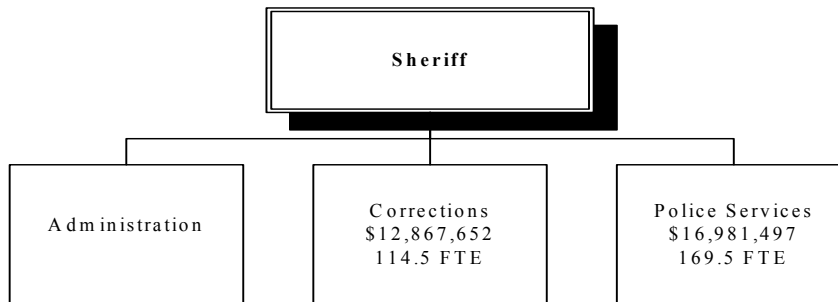 Sheriff
Administration
Corrections
$12,867,652
114.5 FTE
Police Services
$16,981,497
169.5 FTE